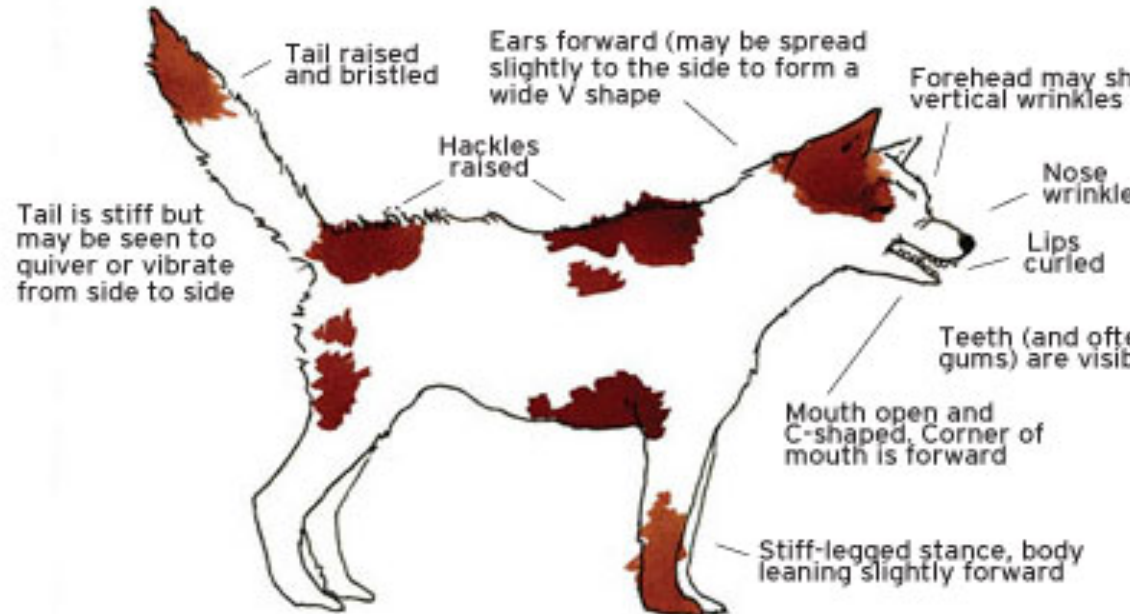 Tail raised
and bristled
Ears forward (may be spread
slightly to the side to form a
wide V shape
Forehead may sh
vertical wrinkles
Hackles
raised
Nose
wrinkle
Tail is stiff but
may be seen to
quiver or vibrate
from side to side
Lips
curled
Teeth (and ofte
gums) are visib
Mouth open and
C-shaped. Corner of
mouth is forward
Stiff-legged stance, body
leaning slightly forward